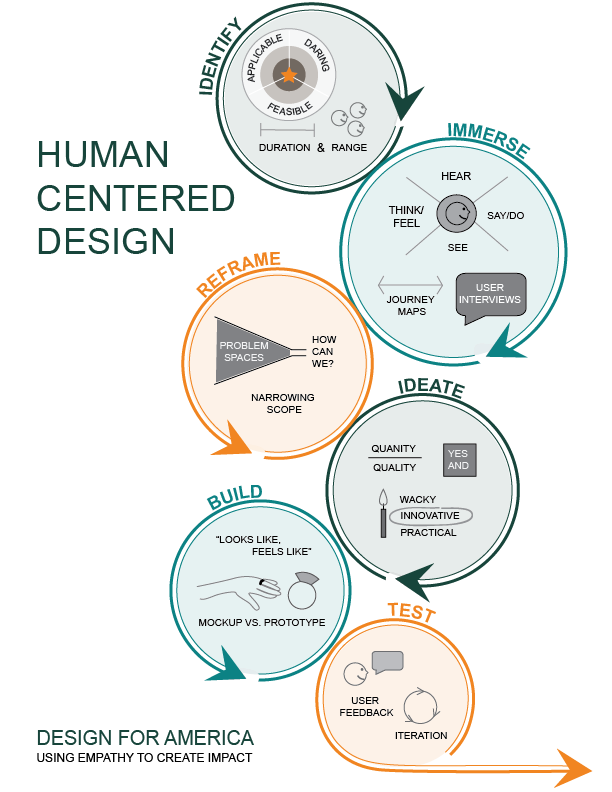 HUMAN
CENTERED
DESIGN
IDENTIFY
APPLICABLE
DARING
FEASIBLE
DURATION & RANGE
IMMERSE
HEAR
THINK/
FEEL
SAY/DO
SEE
JOURNEY
MAPS
USER
INTERVIEWS
REFRAME
PROBLEM
SPACES
HOW
CAN
WE?
NARROWING
SCOPE
IDEATE
QUANITY
QUALITY
YES
AND
WACKY
INNOVATIVE
PRACTICAL
BUILD
“LOOKS LIKE,
FEELS LIKE”
MOCKUP VS. PROTOTYPE
TEST
USER
FEEDBACK
ITERATION
DESIGN FOR AMERICA
USING EMPATHY TO CREATE IMPACT